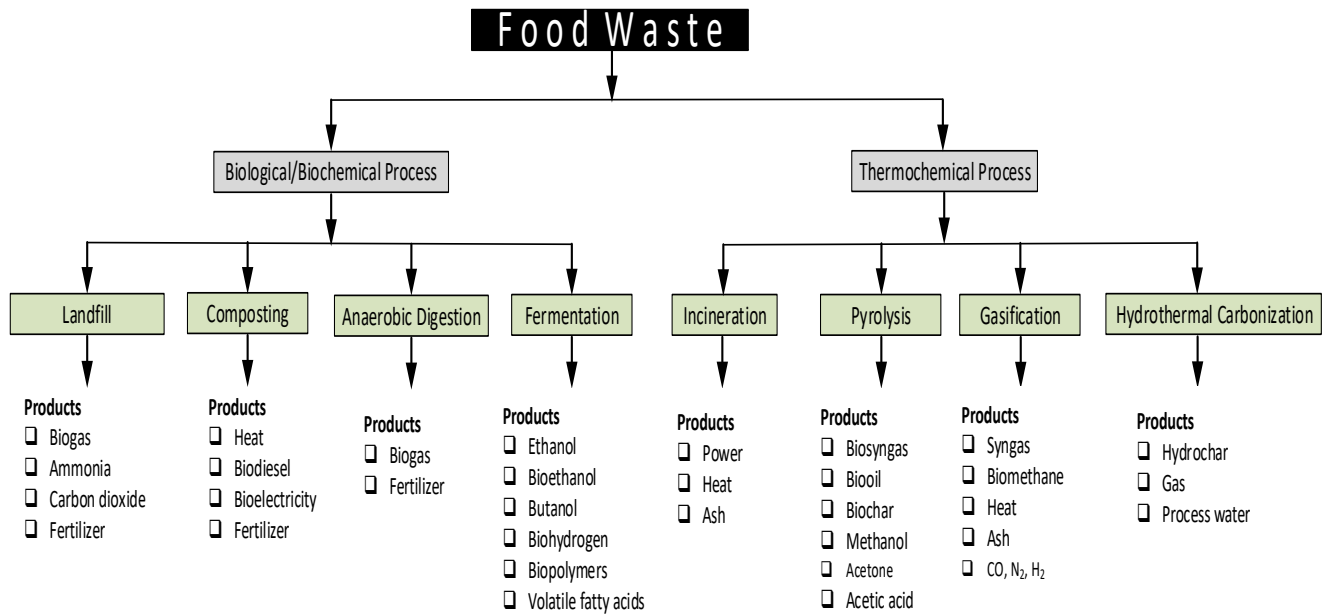 Food Waste
Biological/Biochemical Process
Thermochemical Process
Landfill
Composting
Anaerobic Digestion
Fermentation
Incineration
Pyrolysis
Gasification
Hydrothermal Carbonization
Products
Biogas
Ammonia
Carbon dioxide
Fertilizer
Products
Heat
Biodiesel
Bioelectricity
Fertilizer
Products
Biogas
Fertilizer
Products
Ethanol
Bioethanol
Butanol
Biohydrogen
Biopolymers
Volatile fatty acids
Products
Power
Heat
Ash
Products
Biosyngas
Biooil
Biochar
Methanol
Acetone
Acetic acid
Products
Syngas
Biomethane
Heat
Ash
CO, N₂, H₂
Products
Hydrochar
Gas
Process water